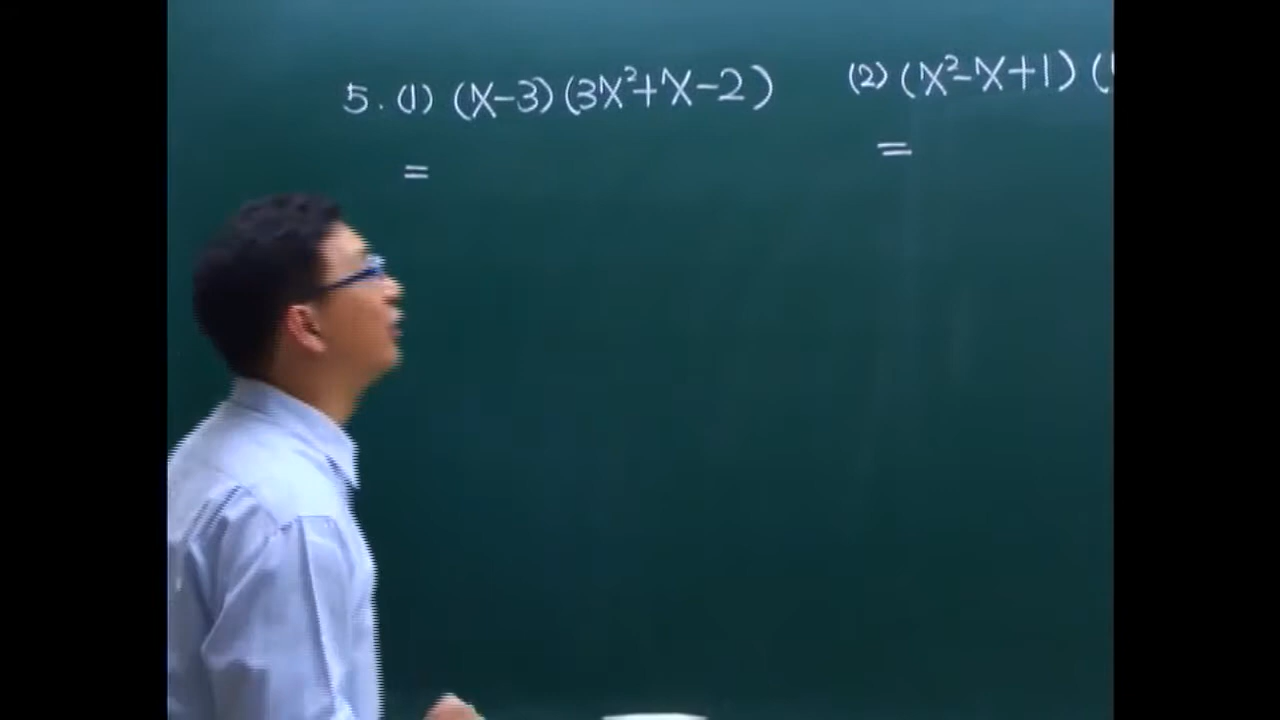 5. (1) (x-3)(3x²+x-2) (2) (x²-x+1)(
= =